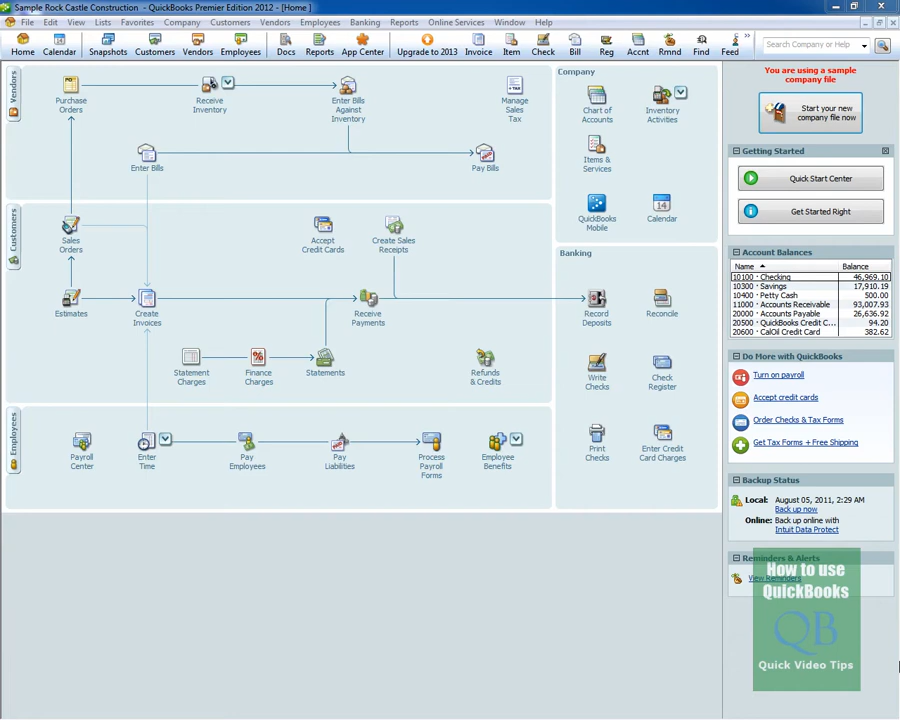 Sample Rock Castle Construction - QuickBooks Premier Edition 2012 - [Home ]
File Edit View Lists Favorites Company Customers Vendors Employees Banking Reports Online Services Window Help
Home Calendar Snapshots Customers Vendors Employees Docs Reports App Center Upgrade to 2013 Invoice Item Check Bill Reg Accnt Rmnd Find Feed
Search Company or Help
Vendors
Purchase
Orders
Receive
Inventory
Enter Bills
Against
Inventory
Manage
Sales
Tax
Enter Bills
Pay Bills
Customers
Sales
Orders
Accept
Credit Cards
Create Sales
Receipts
Estimates
Create
Invoices
Receive
Payments
Statement
Charges
Finance
Charges
Statements
Refunds
& Credits
Employees
Payroll
Center
Enter
Time
Pay
Employees
Pay
Liabilities
Process
Payroll
Forms
Employee
Benefits
Company
Chart of
Accounts
Inventory
Activities
Items &
Services
QuickBooks
Mobile
Calendar
Banking
Record
Deposits
Reconcile
Write
Checks
Check
Register
Print
Checks
Enter Credit
Card Charges
You are using a sample
company file
Start your new
company file now
Getting Started
Quick Start Center
Get Started Right
Account Balances
Name Balance
10100 · Checking 46,969.10
10300 · Savings 17,910.19
10400 · Petty Cash 500.00
11000 · Accounts Receivable 93,007.93
20000 · Accounts Payable 26,636.92
20500 · QuickBooks Credit C... 94.20
20600 · CalOil Credit Card 382.62
Do More with QuickBooks
Turn on payroll
Accept credit cards
Order Checks & Tax Forms
Get Tax Forms + Free Shipping
Backup Status
Local: August 05, 2011, 2:29 AM
Back up now
Online: Back up online with
Intuit Data Protect
Reminders & Alerts
View Reminders
How to use
QuickBooks
QB
Quick Video Tips